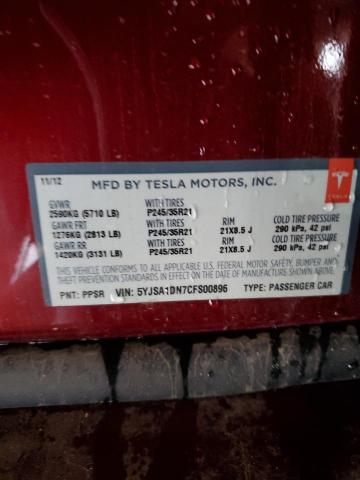 11/12 MFD BY TESLA MOTORS, INC.
TESLA
GVWR WITH TIRES
2590KG (5710 LB) P245/35R21 RIM COLD TIRE PRESSURE
GAWR FRT WITH TIRES 21X8.5 J 290 kPa, 42 psi
1276KG (2813 LB) P245/35R21 RIM COLD TIRE PRESSURE
GAWR RR WITH TIRES 21X8.5 J 290 kPa, 42 psi
1420KG (3131 LB) P245/35R21
THIS VEHICLE CONFORMS TO ALL APPLICABLE U.S. FEDERAL MOTOR SAFETY, BUMPER AND
THEFT PREVENTION STANDARDS IN EFFECT ON THE DATE OF MANUFACTURE SHOWN ABOVE.
PNT: PPSR VIN: 5YJSA1DN7CFS00896 TYPE: PASSENGER CAR